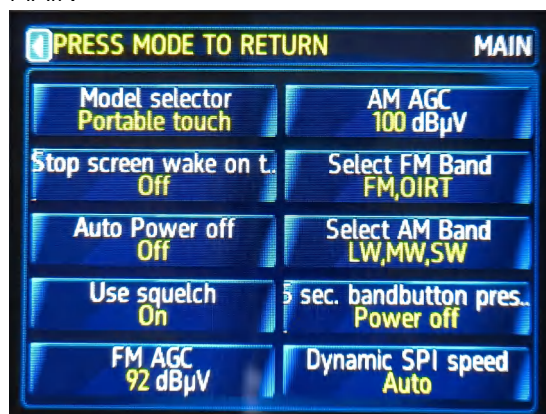 PRESS MODE TO RETURN MAIN
Model selector
Portable touch
AM AGC
100 dBµV
Stop screen wake on t..
Off
Select FM Band
FM,OIRT
Auto Power off
Off
Select AM Band
LW,MW,SW
Use squelch
On
5 sec. bandbutton pres..
Power off
FM AGC
92 dBµV
Dynamic SPI speed
Auto